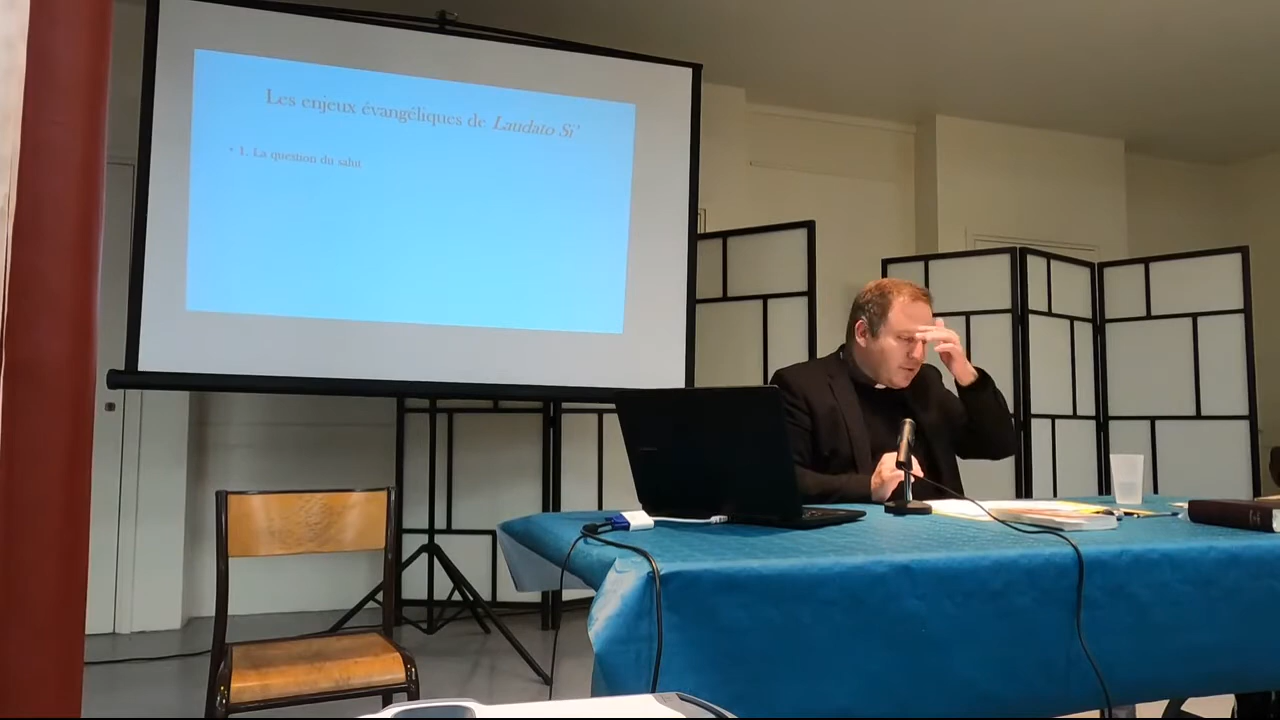 Les enjeux évangéliques de Laudato Si’
• 1. La question du salut